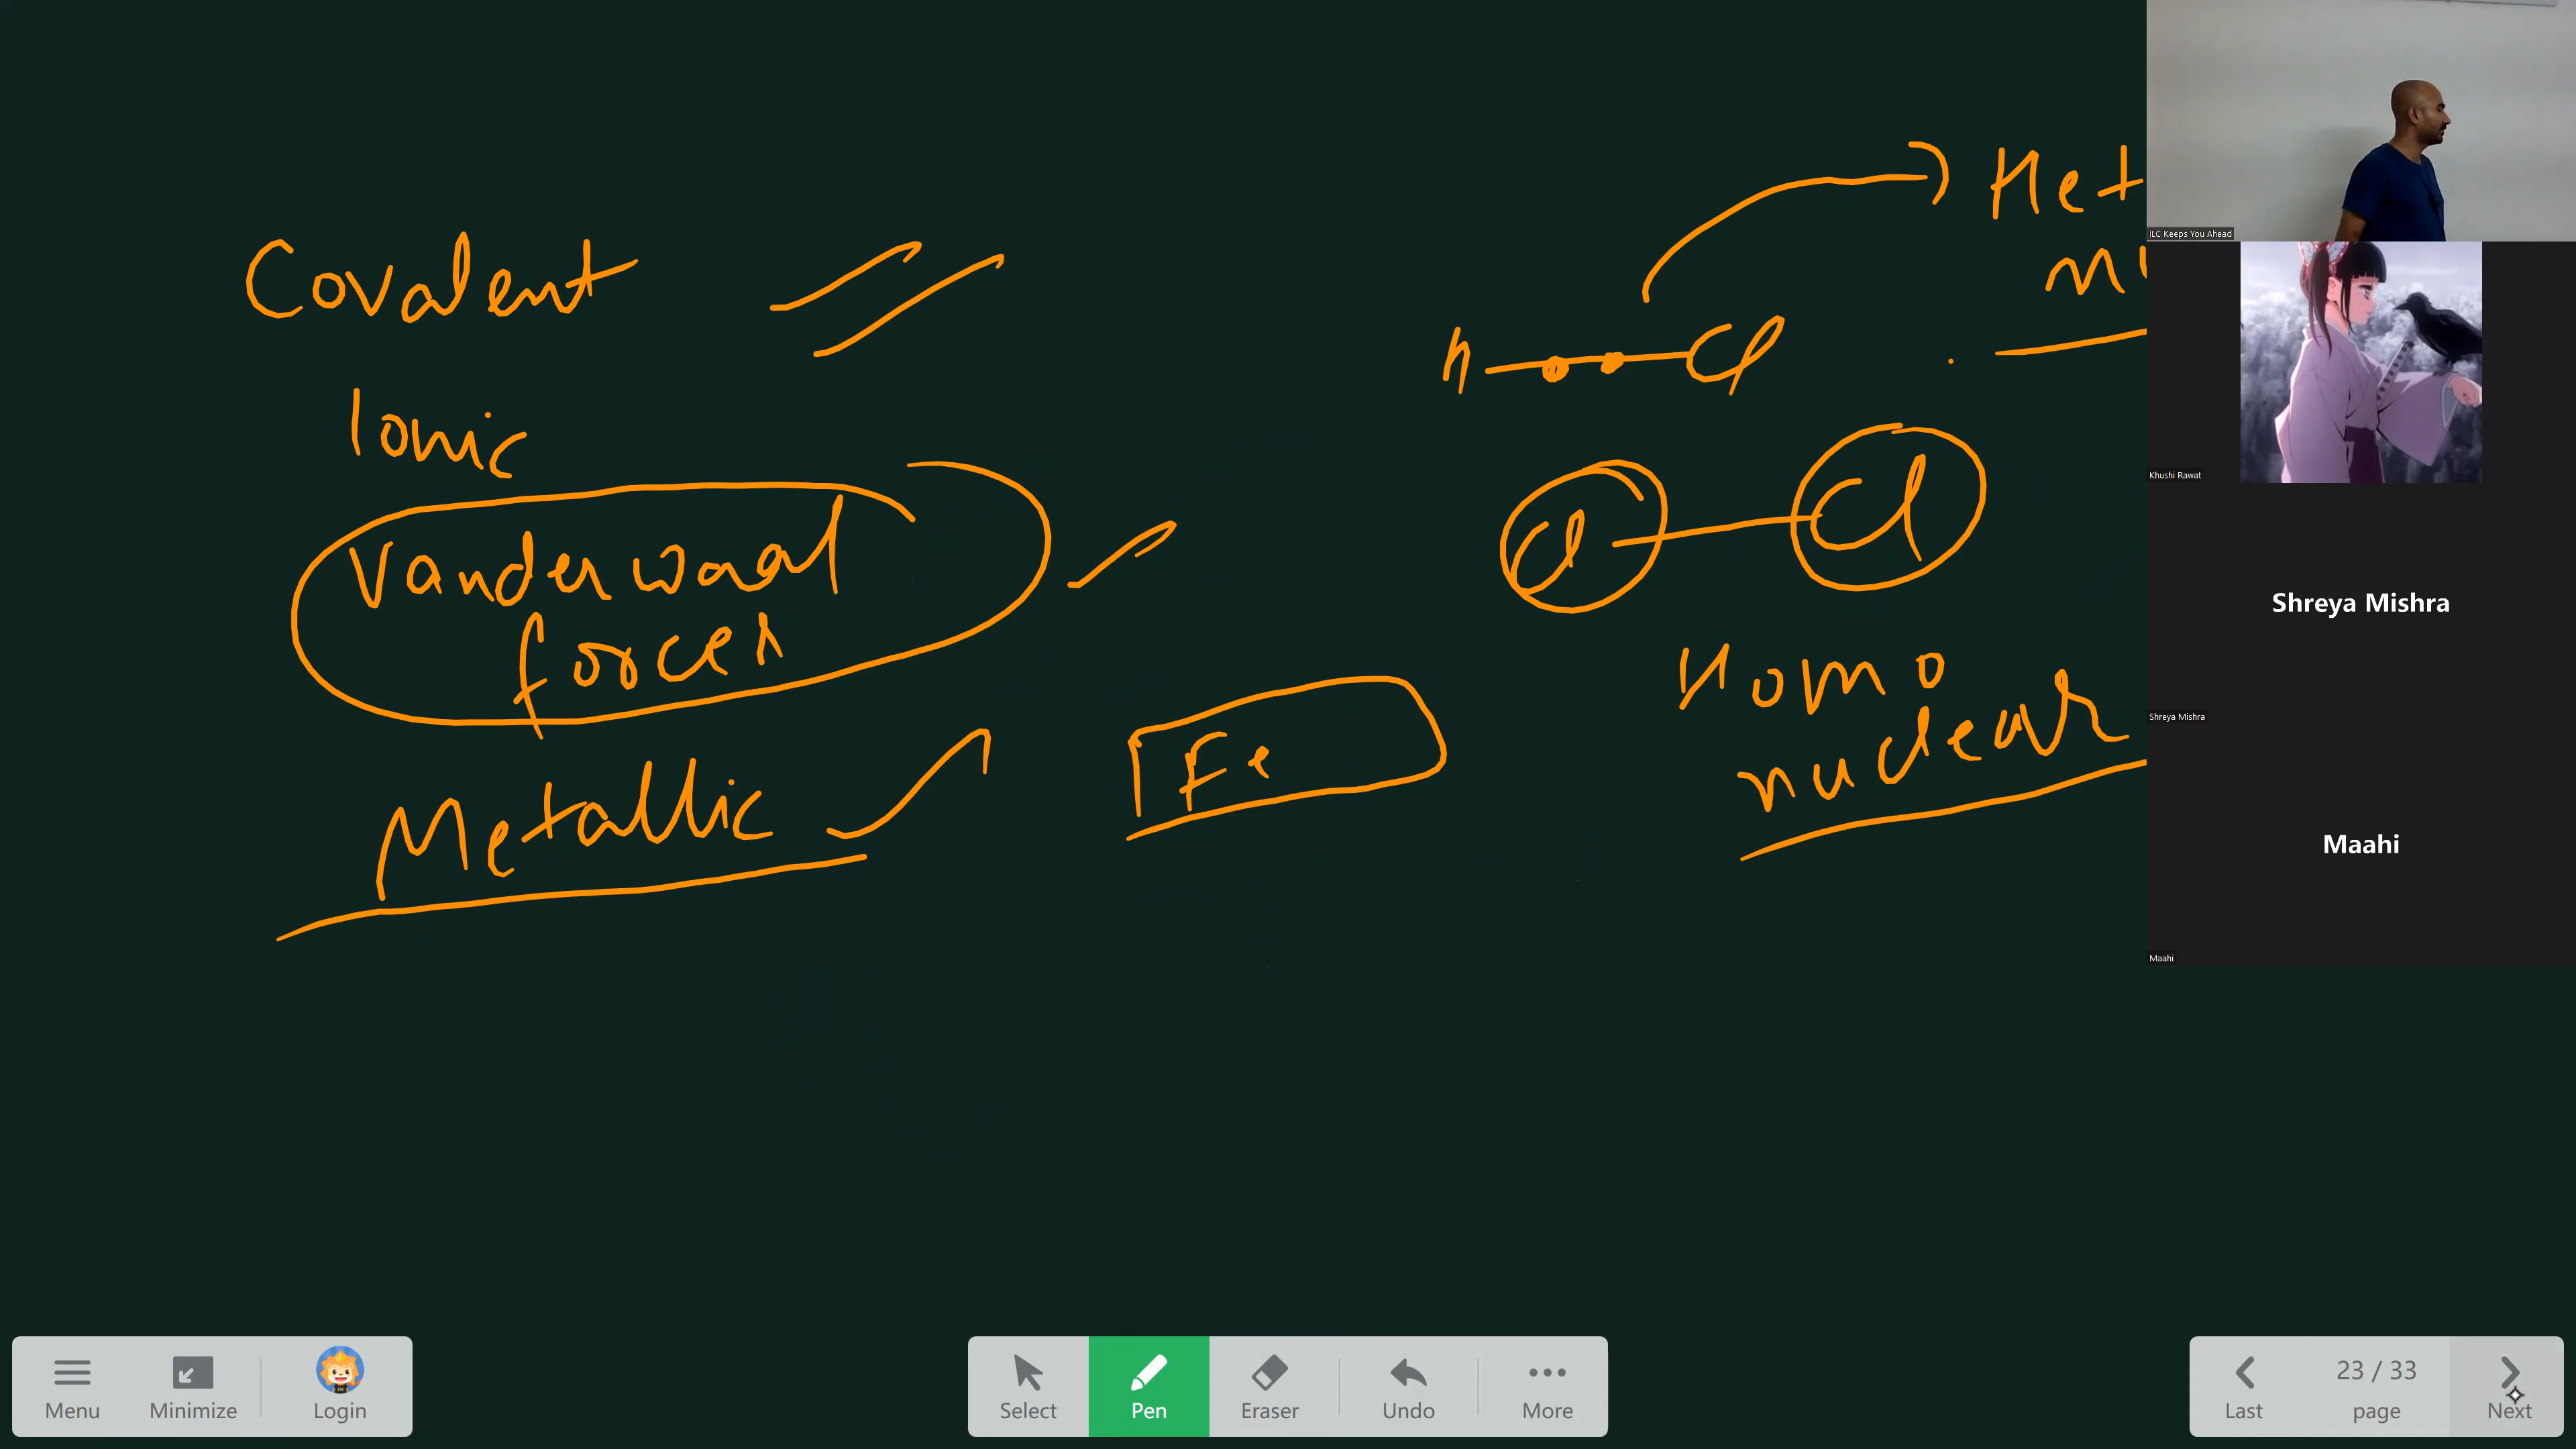 Covalent
Ionic
Vanderwaal
forces
Metallic
Fe
Het
nu
H Cl
Cl Cl
Homo
nuclear
ILC Keeps You Ahead
Khushi Rawat
Shreya Mishra
Shreya Mishra
Maahi
Maahi
Menu Minimize Login
Select Pen Eraser Undo More
23 / 33
Last page Next